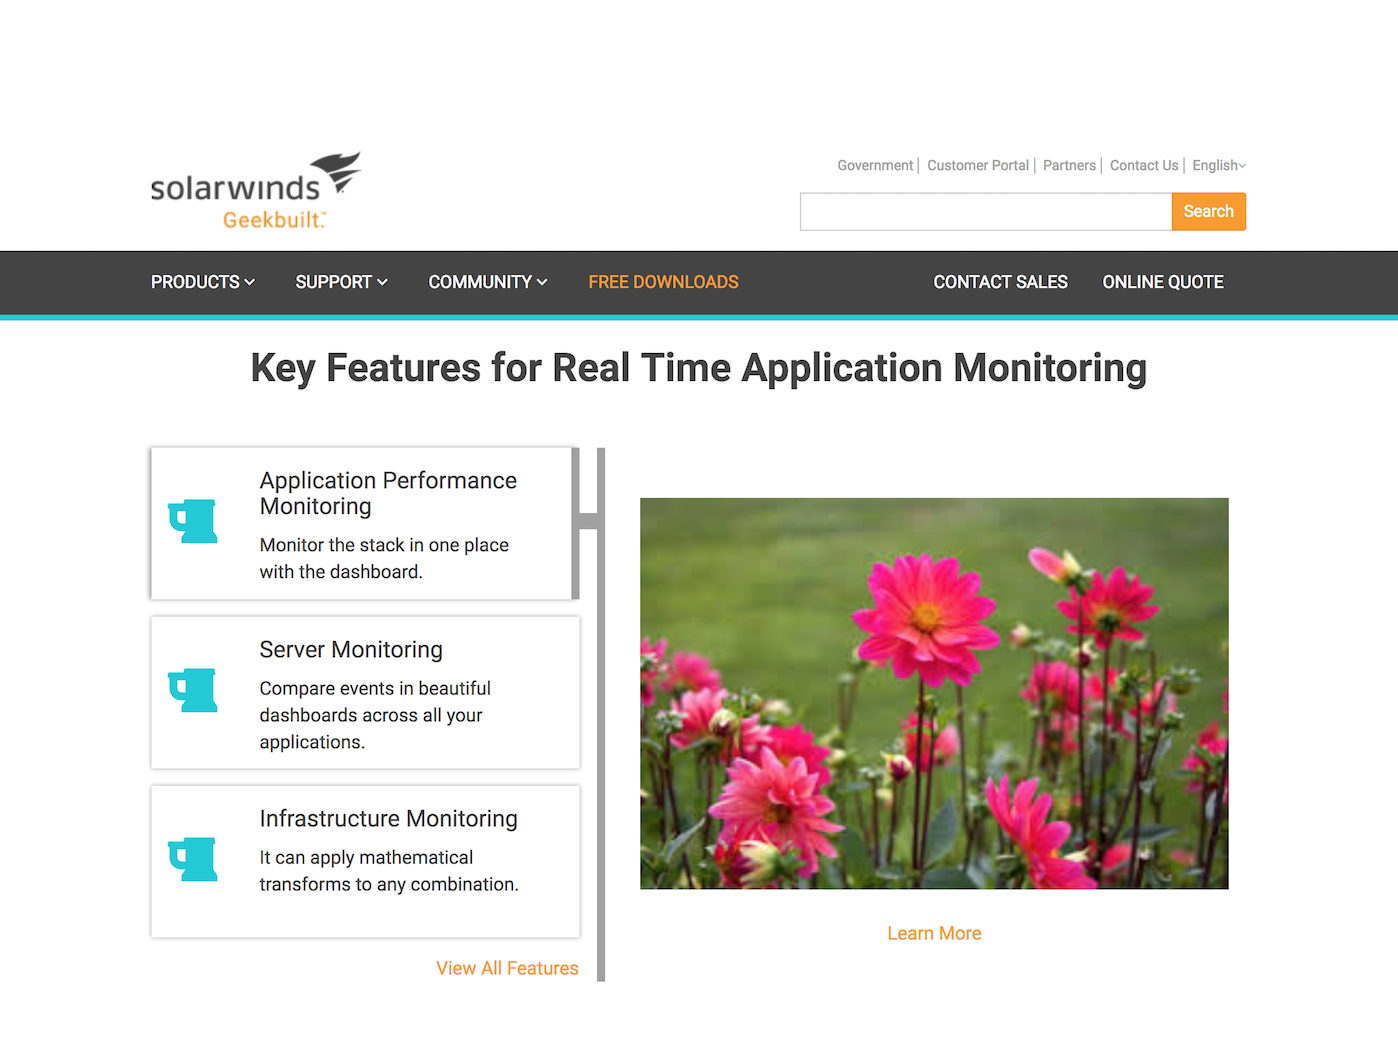 solarwinds
Geekbuilt.™
Government | Customer Portal | Partners | Contact Us | English
Search
PRODUCTS SUPPORT COMMUNITY FREE DOWNLOADS CONTACT SALES ONLINE QUOTE
Key Features for Real Time Application Monitoring
Application Performance
Monitoring
Monitor the stack in one place
with the dashboard.
Server Monitoring
Compare events in beautiful
dashboards across all your
applications.
Infrastructure Monitoring
It can apply mathematical
transforms to any combination.
View All Features
Learn More